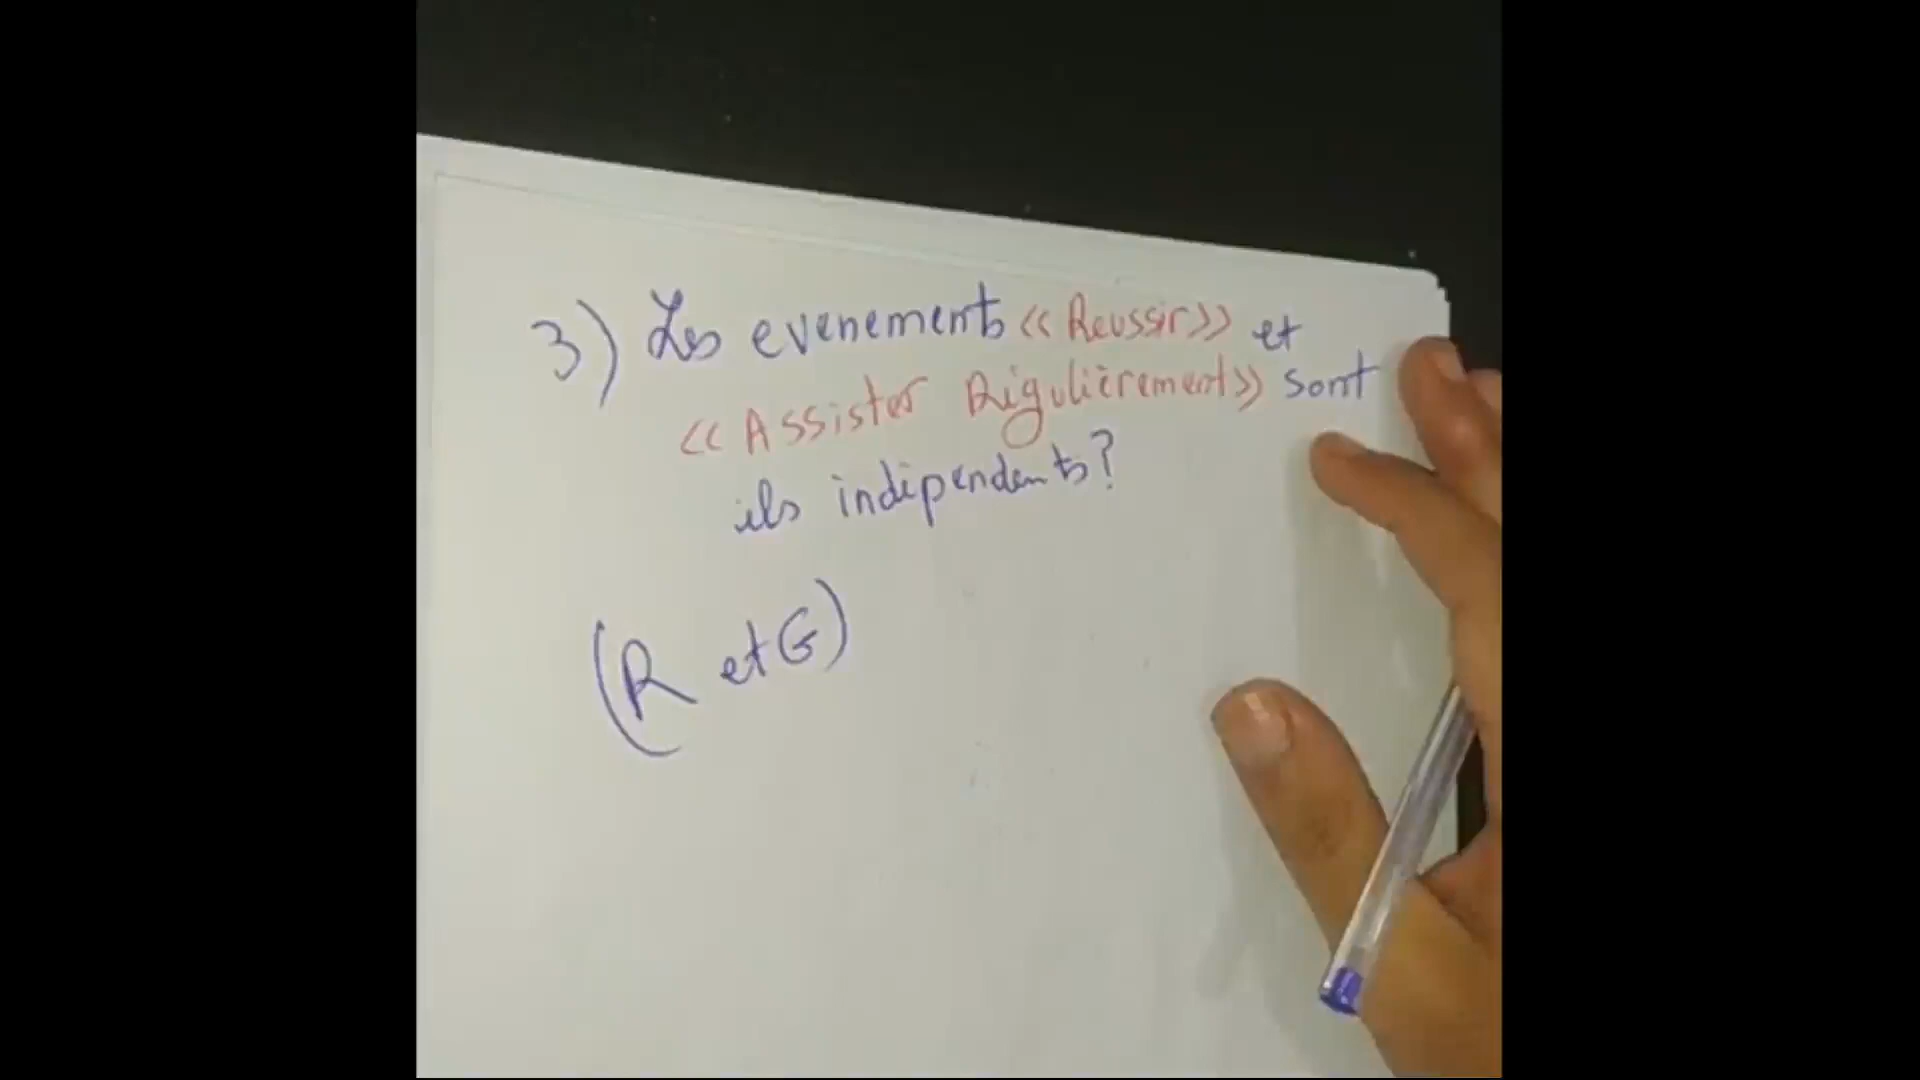 3) Les evenements << Reussir >> et
<< Assister Régulièrement >> sont
ils indépendents?
(R et G)